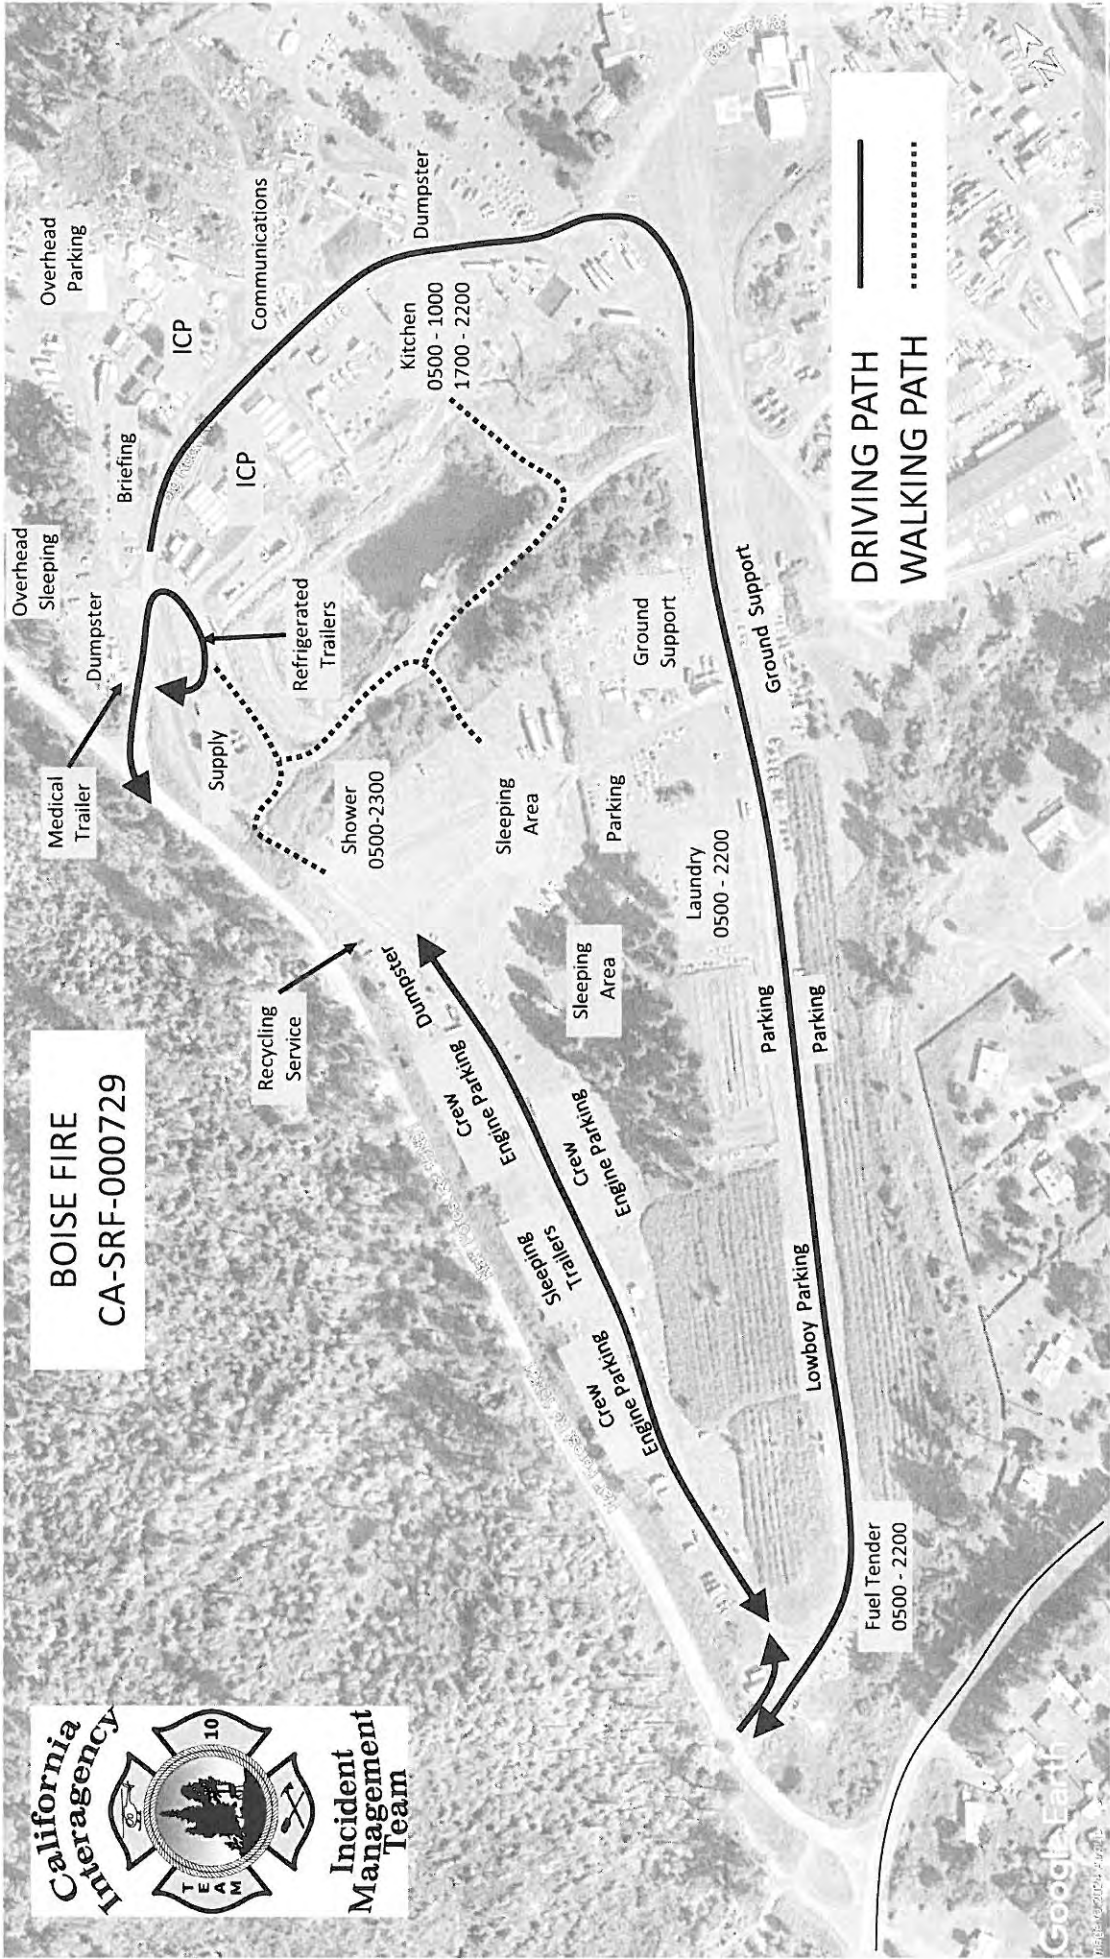 BOISE FIRE
CA-SRF-000729
California
Interagency
TEAM
10
Incident
Management
Team
Overhead
Sleeping
Overhead
Parking
Medical
Trailer
Dumpster
Briefing
ICP
Communications
ICP
Dumpster
Supply
Refrigerated
Trailers
Kitchen
0500 - 1000
1700 - 2200
Recycling
Service
Shower
0500-2300
Dumpster
Crew
Engine Parking
Sleeping
Area
Ground
Support
Sleeping
Trailers
Crew
Engine Parking
Sleeping
Area
Parking
Crew
Engine Parking
Laundry
0500 - 2200
Ground Support
Parking
Parking
Lowboy Parking
Fuel Tender
0500 - 2200
DRIVING PATH
WALKING PATH
N
Google Earth